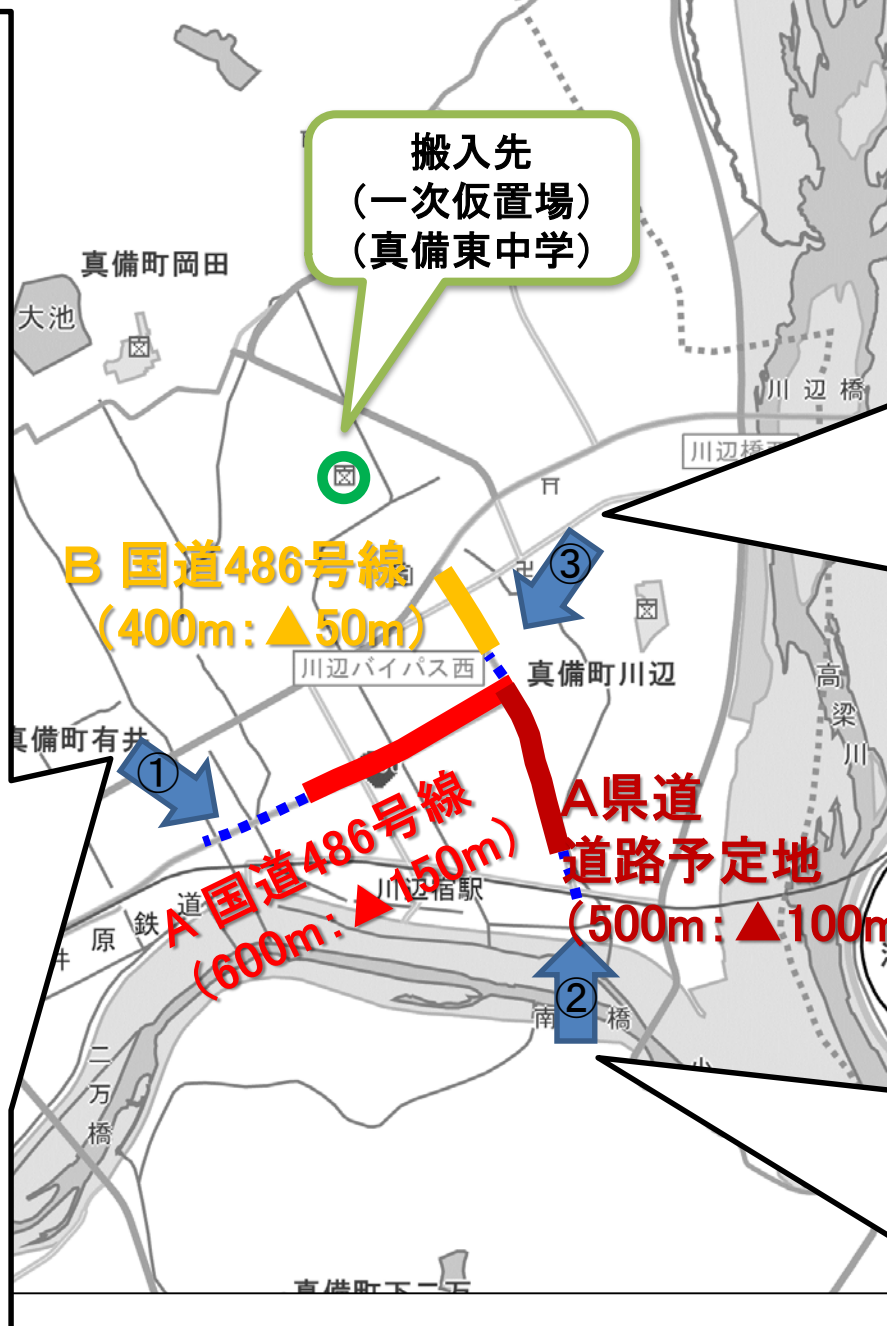 搬入先
（一次仮置場）
（真備東中学）
真備町岡田
大池
川辺橋
川辺橋
B 国道486号線
（400m：▲50m）
③
川辺バイパス西
真備町川辺
高梁川
真備町有井
①
A 国道486号線
（600m：▲150m）
A県道
道路予定地
（500m：▲100m
川辺宿駅
井原鉄道
②
南 橋
二万橋
真備町下二万